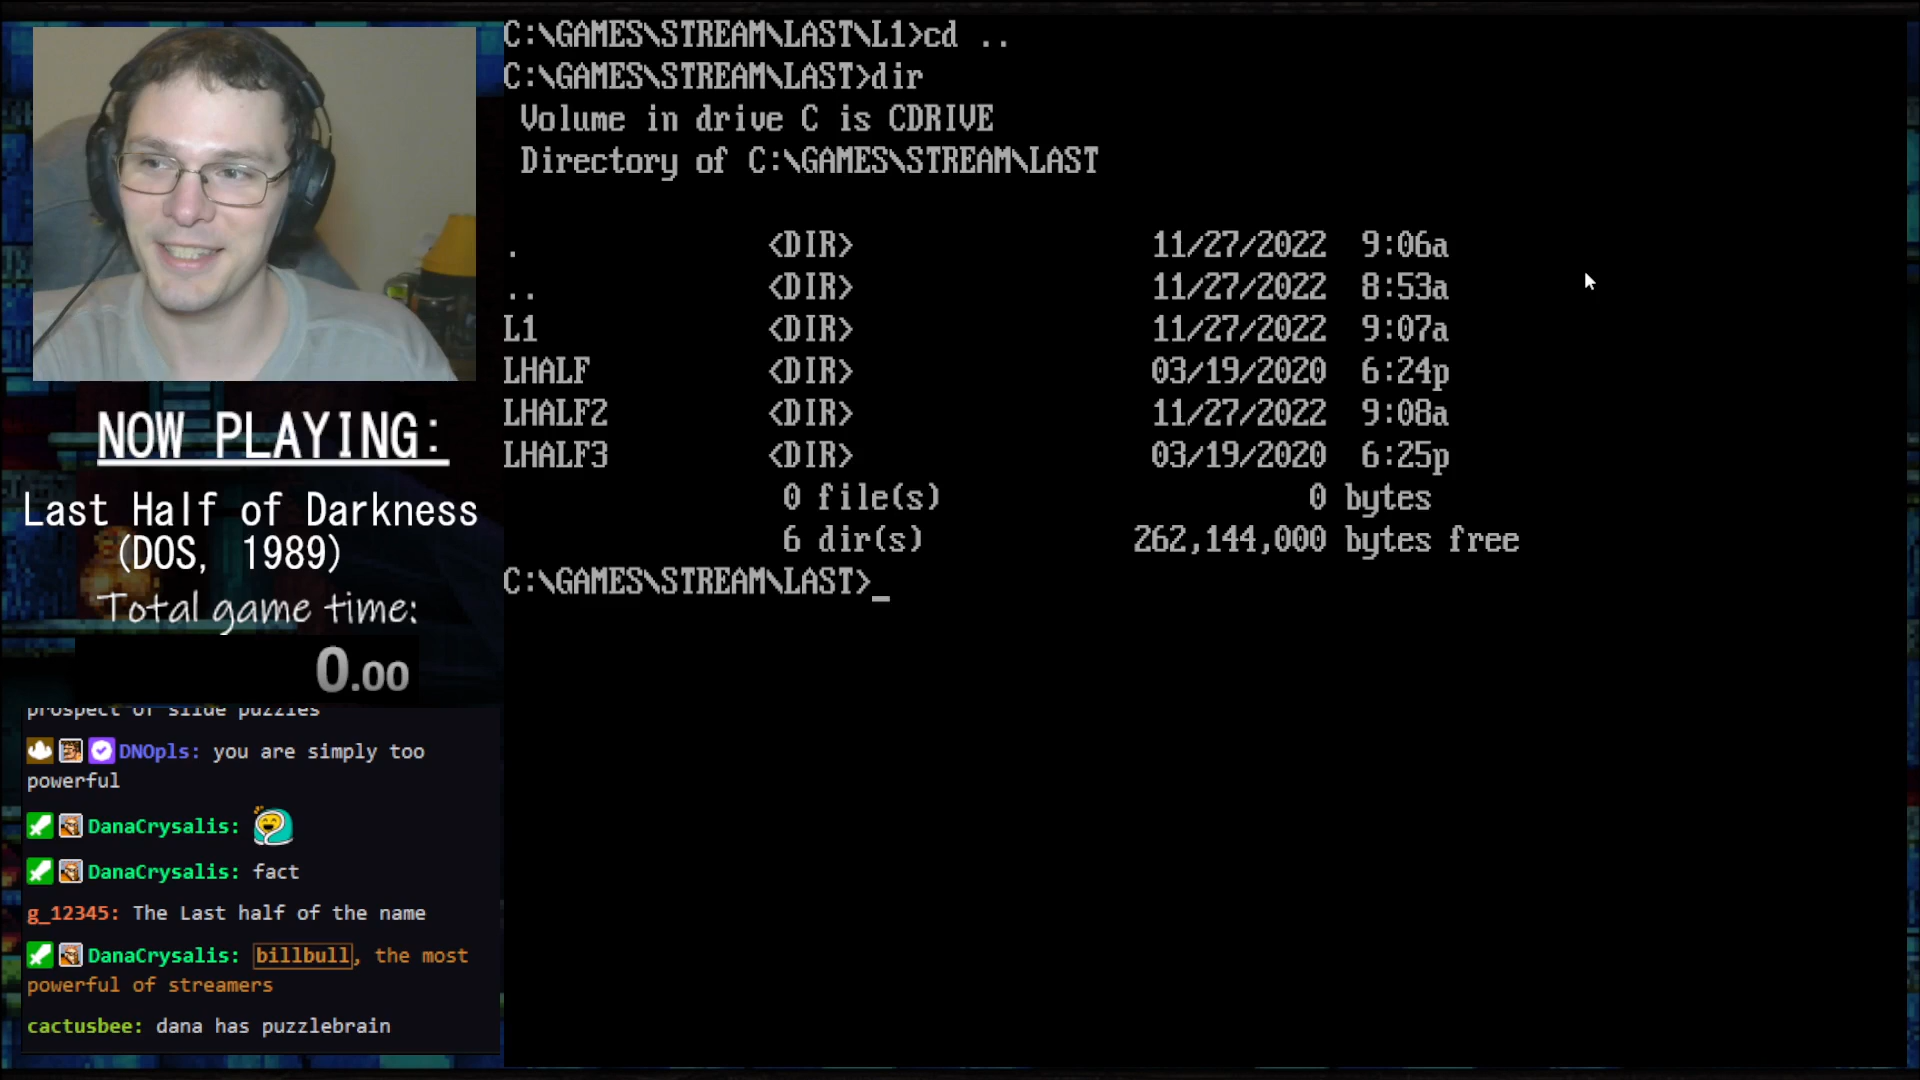 C:\GAMES\STREAM\LAST\L1>cd ..
C:\GAMES\STREAM\LAST>dir
Volume in drive C is CDRIVE
Directory of C:\GAMES\STREAM\LAST
. <DIR> 11/27/2022 9:06a
.. <DIR> 11/27/2022 8:53a
L1 <DIR> 11/27/2022 9:07a
LHALF <DIR> 03/19/2020 6:24p
LHALF2 <DIR> 11/27/2022 9:08a
LHALF3 <DIR> 03/19/2020 6:25p
0 file(s) 0 bytes
6 dir(s) 262,144,000 bytes free
C:\GAMES\STREAM\LAST>_
NOW PLAYING:
Last Half of Darkness
(DOS, 1989)
Total game time:
0.00
prospect of slide puzzles
DNOpls: you are simply too
powerful
DanaCrysalis:
DanaCrysalis: fact
g_12345: The Last half of the name
DanaCrysalis: billbull, the most
powerful of streamers
cactusbee: dana has puzzlebrain